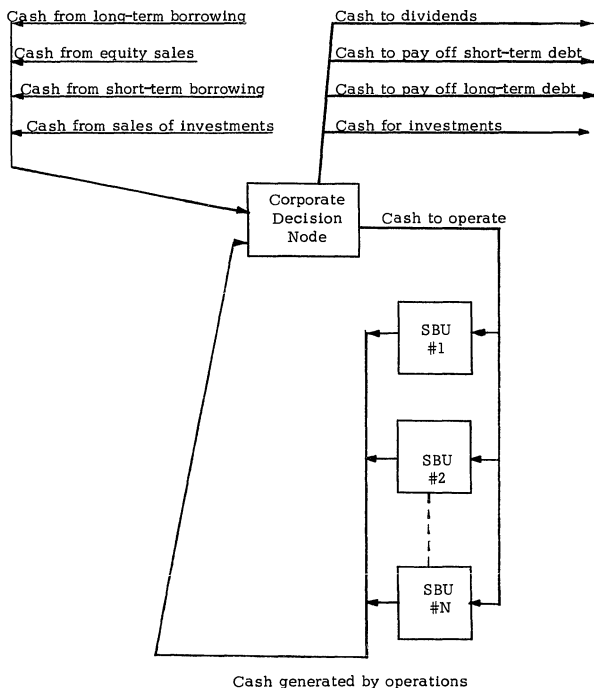 Cash from long-term borrowing
Cash from equity sales
Cash from short-term borrowing
Cash from sales of investments
Cash to dividends
Cash to pay off short-term debt
Cash to pay off long-term debt
Cash for investments
Corporate
Decision
Node
Cash to operate
SBU
#1
SBU
#2
SBU
#N
Cash generated by operations